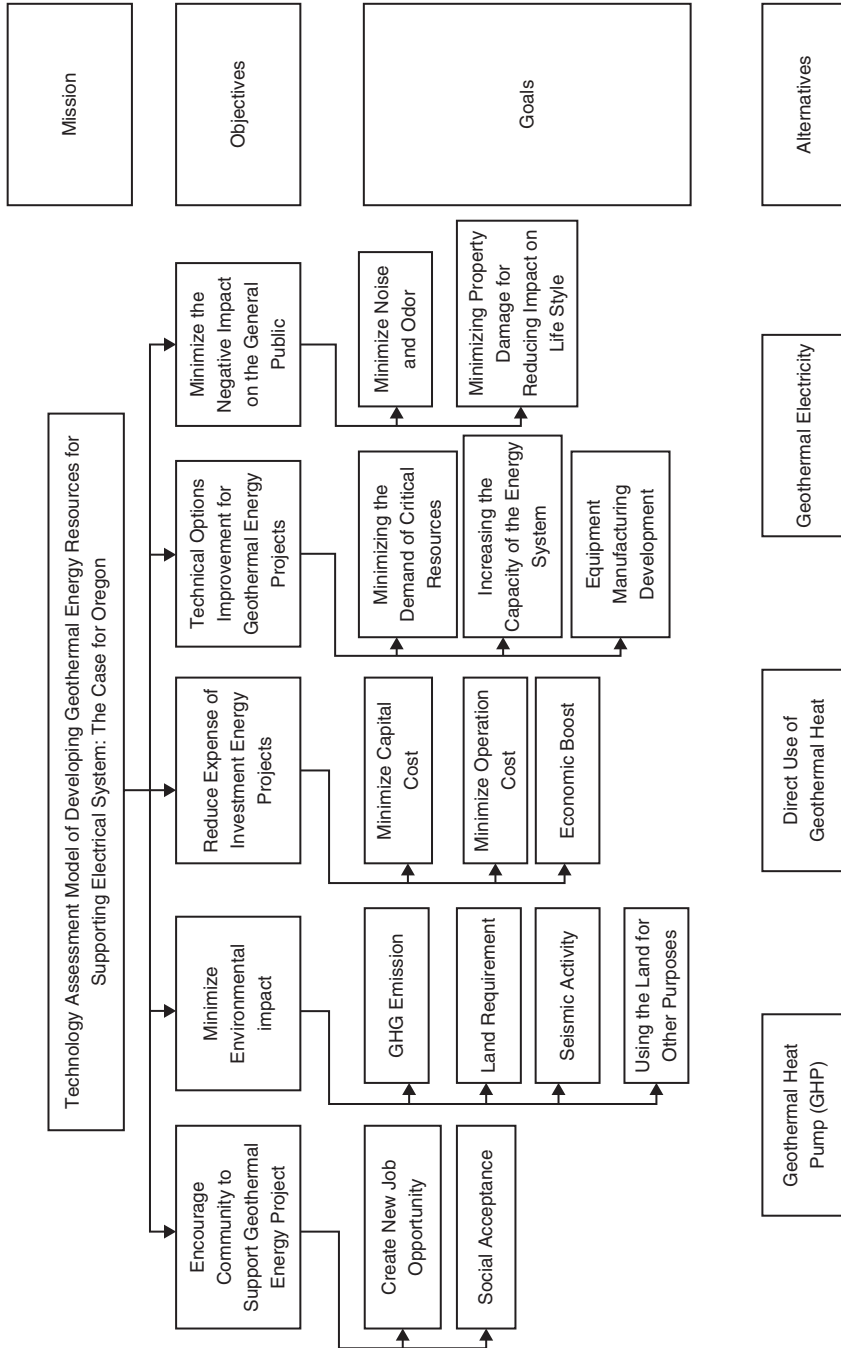 Technology Assessment Model of Developing Geothermal Energy Resources for
Supporting Electrical System: The Case for Oregon
Mission
Encourage
Community to
Support Geothermal
Energy Project
Minimize
Environmental
impact
Reduce Expense of
Investment Energy
Projects
Technical Options
Improvement for
Geothermal Energy
Projects
Minimize the
Negative Impact
on the General
Public
Objectives
Create New Job
Opportunity
Social Acceptance
GHG Emission
Land Requirement
Seismic Activity
Using the Land for
Other Purposes
Minimize Capital
Cost
Minimize Operation
Cost
Economic Boost
Minimizing the
Demand of Critical
Resources
Increasing the
Capacity of the Energy
System
Equipment
Manufacturing
Development
Minimize Noise
and Odor
Minimizing Property
Damage for
Reducing Impact on
Life Style
Goals
Geothermal Heat
Pump (GHP)
Direct Use of
Geothermal Heat
Geothermal Electricity
Alternatives